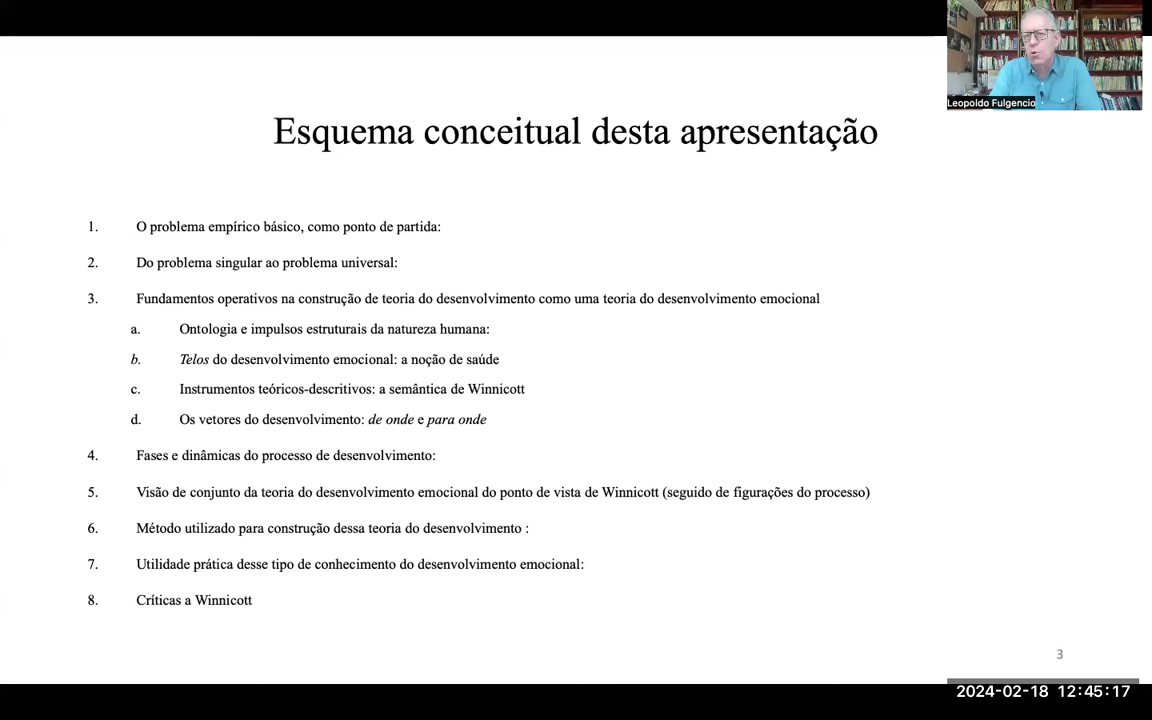 Leopoldo Fulgencio
Esquema conceitual desta apresentação
1. O problema empírico básico, como ponto de partida:
2. Do problema singular ao problema universal:
3. Fundamentos operativos na construção de teoria do desenvolvimento como uma teoria do desenvolvimento emocional
a. Ontologia e impulsos estruturais da natureza humana:
b. Telos do desenvolvimento emocional: a noção de saúde
c. Instrumentos teóricos-descritivos: a semântica de Winnicott
d. Os vetores do desenvolvimento: de onde e para onde
4. Fases e dinâmicas do processo de desenvolvimento:
5. Visão de conjunto da teoria do desenvolvimento emocional do ponto de vista de Winnicott (seguido de figurações do processo)
6. Método utilizado para construção dessa teoria do desenvolvimento :
7. Utilidade prática desse tipo de conhecimento do desenvolvimento emocional:
8. Críticas a Winnicott
3
2024-02-18 12:45:17